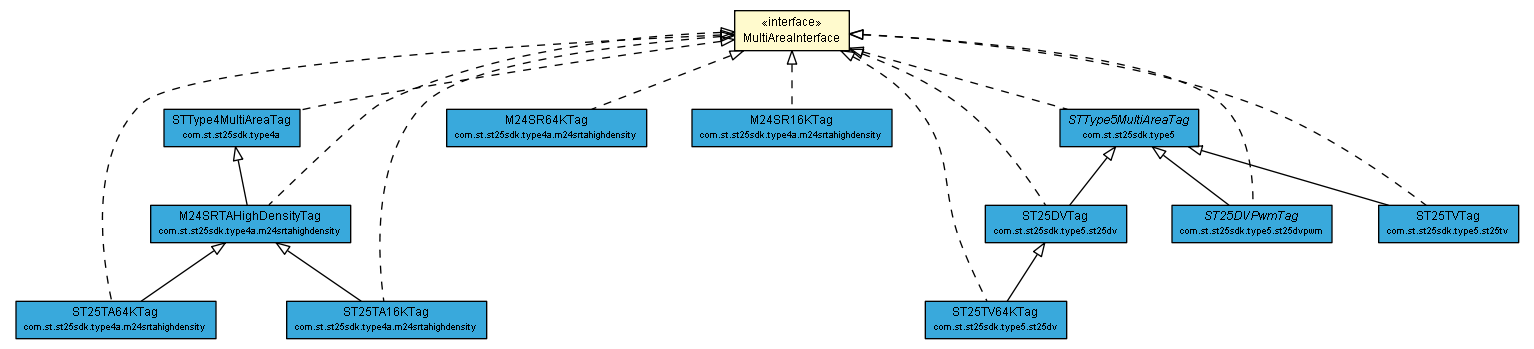 «interface»
MultiAreaInterface
STType4MultiAreaTag
com.st.st25sdk.type4a
M24SR64KTag
com.st.st25sdk.type4a.m24srtahighdensity
M24SR16KTag
com.st.st25sdk.type4a.m24srtahighdensity
STType5MultiAreaTag
com.st.st25sdk.type5
M24SRTAHighDensityTag
com.st.st25sdk.type4a.m24srtahighdensity
ST25DVTag
com.st.st25sdk.type5.st25dv
ST25DVPwmTag
com.st.st25sdk.type5.st25dvpwm
ST25TVTag
com.st.st25sdk.type5.st25tv
ST25TA64KTag
com.st.st25sdk.type4a.m24srtahighdensity
ST25TA16KTag
com.st.st25sdk.type4a.m24srtahighdensity
ST25TV64KTag
com.st.st25sdk.type5.st25dv